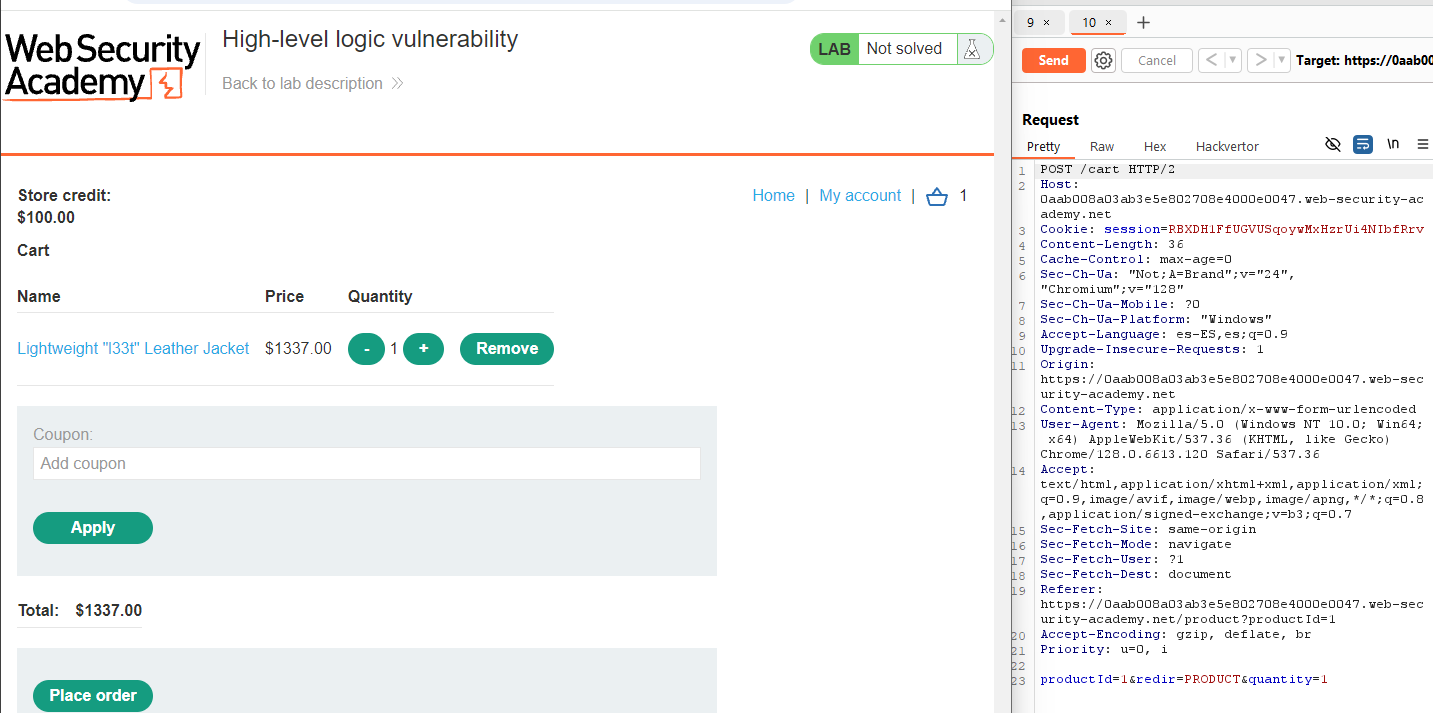 Web Security
Academy
High-level logic vulnerability
Back to lab description
LAB Not solved
Store credit:
$100.00
Home | My account | 1
Cart
Name Price Quantity
Lightweight "l33t" Leather Jacket $1337.00 - 1 + Remove
Coupon:
Add coupon
Apply
Total: $1337.00
Place order
9 × 10 × +
Send Cancel < > Target: https://0aab00
Request
Pretty Raw Hex Hackvertor \n
1 POST /cart HTTP/2
2 Host:
0aab008a03ab3e5e802708e4000e0047.web-security-ac
ademy.net
3 Cookie: session=RBXDH1FfUGVUSqoywMxHzrUi4NIbfRrv
4 Content-Length: 36
5 Cache-Control: max-age=0
6 Sec-Ch-Ua: "Not;A=Brand";v="24",
"Chromium";v="128"
7 Sec-Ch-Ua-Mobile: ?0
8 Sec-Ch-Ua-Platform: "Windows"
9 Accept-Language: es-ES,es;q=0.9
10 Upgrade-Insecure-Requests: 1
11 Origin:
https://0aab008a03ab3e5e802708e4000e0047.web-sec
urity-academy.net
12 Content-Type: application/x-www-form-urlencoded
13 User-Agent: Mozilla/5.0 (Windows NT 10.0; Win64;
x64) AppleWebKit/537.36 (KHTML, like Gecko)
Chrome/128.0.6613.120 Safari/537.36
14 Accept:
text/html,application/xhtml+xml,application/xml;
q=0.9,image/avif,image/webp,image/apng,*/*;q=0.8
,application/signed-exchange;v=b3;q=0.7
15 Sec-Fetch-Site: same-origin
16 Sec-Fetch-Mode: navigate
17 Sec-Fetch-User: ?1
18 Sec-Fetch-Dest: document
19 Referer:
https://0aab008a03ab3e5e802708e4000e0047.web-sec
urity-academy.net/product?productId=1
20 Accept-Encoding: gzip, deflate, br
21 Priority: u=0, i
22
23 productId=1&redir=PRODUCT&quantity=1